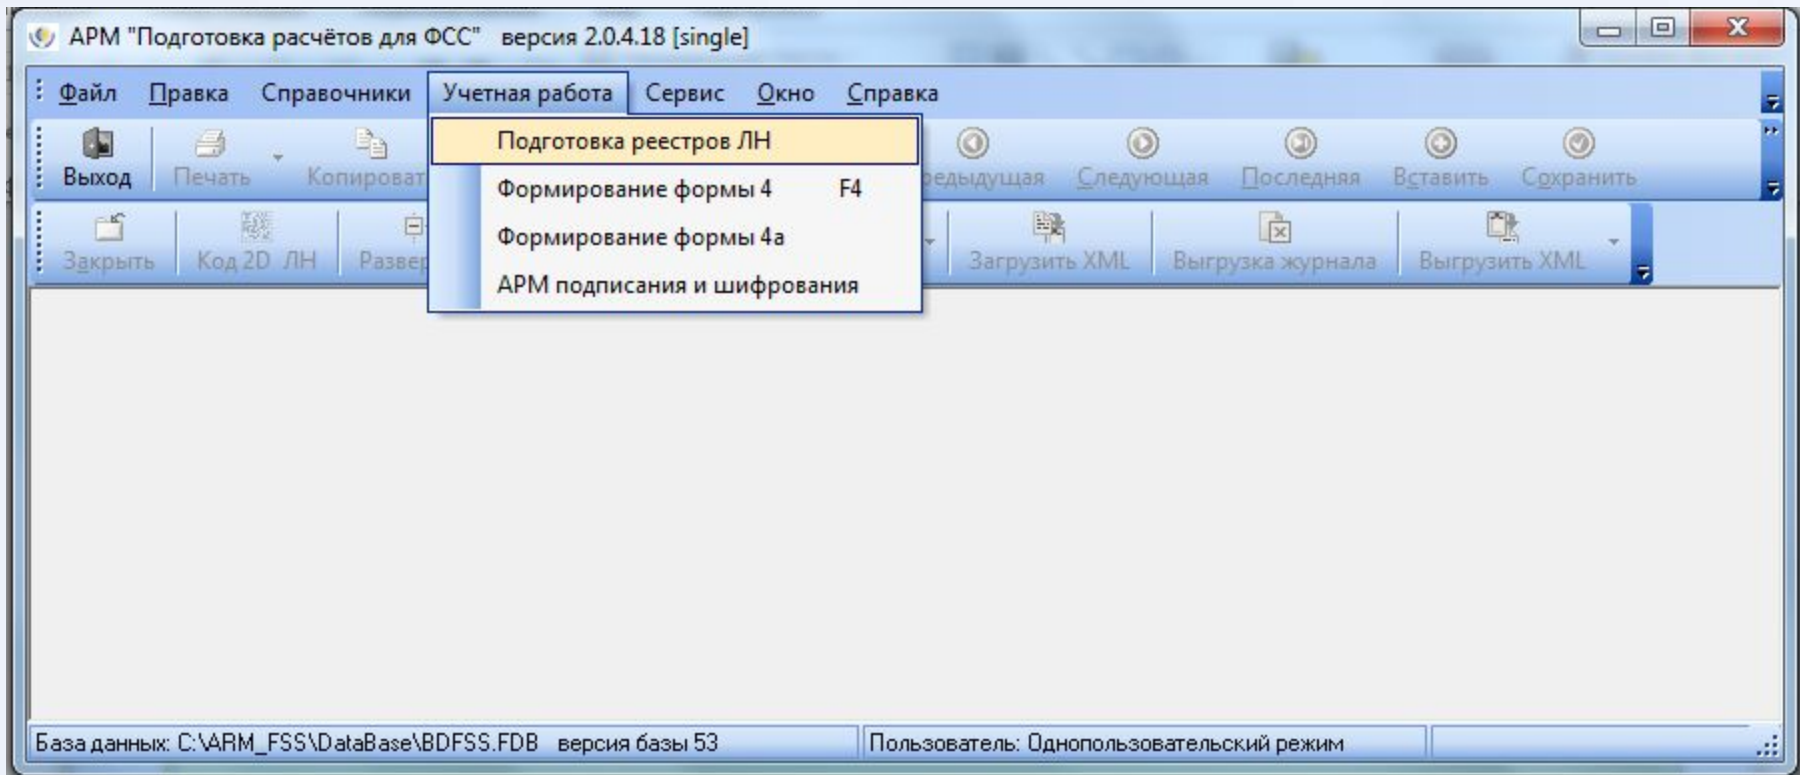 АРМ "Подготовка расчётов для ФСС" версия 2.0.4.18 [single]
Файл Правка Справочники Учетная работа Сервис Окно Справка
Подготовка реестров ЛН
Выход Печать Следующая Последняя Вставить Сохранить
Формирование формы 4 F4
Формирование формы 4а
Закрыть Код 2D ЛН Загрузить XML Выгрузка журнала Выгрузить XML
АРМ подписания и шифрования
База данных: C:\ARM_FSS\DataBase\BDFSS.FDB версия базы 53 Пользователь: Однопользовательский режим